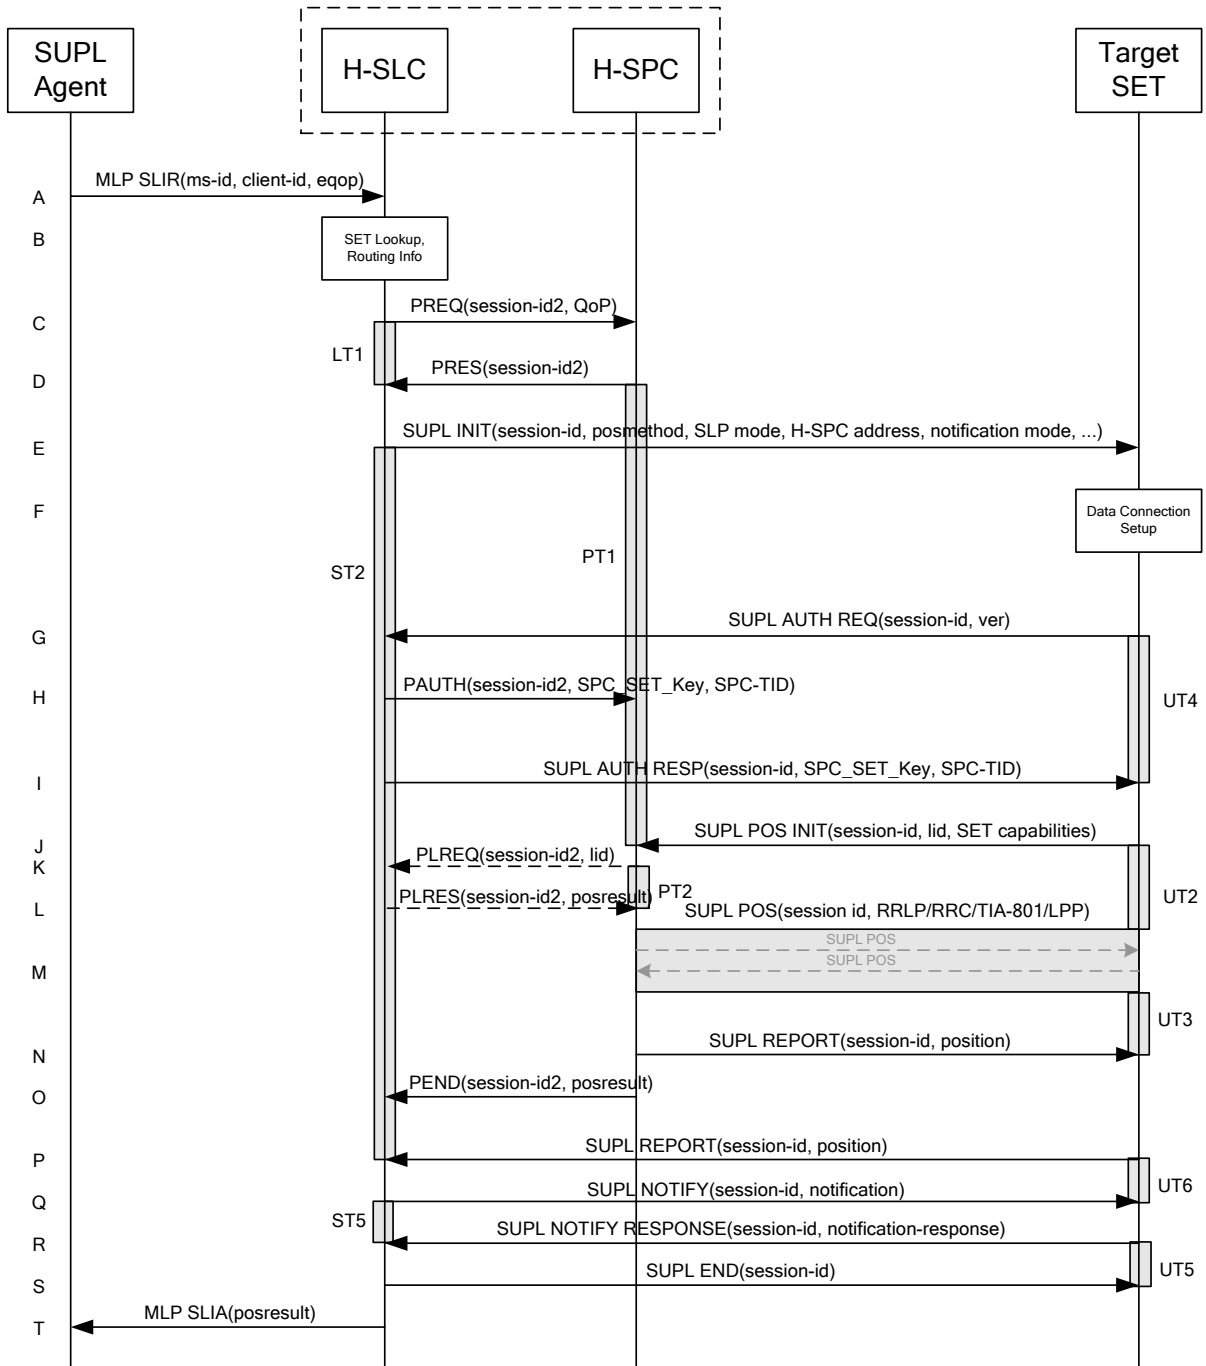 SUPL
Agent
H-SLC
H-SPC
Target
SET
A
MLP SLIR(ms-id, client-id, eqop)
B
SET Lookup,
Routing Info
C
PREQ(session-id2, QoP)
LT1
D
PRES(session-id2)
E
SUPL INIT(session-id, posmethod, SLP mode, H-SPC address, notification mode, ...)
F
Data Connection
Setup
ST2
PT1
G
SUPL AUTH REQ(session-id, ver)
H
PAUTH(session-id2, SPC_SET_Key, SPC-TID)
UT4
I
SUPL AUTH RESP(session-id, SPC_SET_Key, SPC-TID)
J
SUPL POS INIT(session-id, lid, SET capabilities)
K
PLREQ(session-id2, lid)
L
PLRES(session-id2, posresult)
PT2
UT2
SUPL POS(session id, RRLP/RRC/TIA-801/LPP)
SUPL POS
SUPL POS
M
UT3
N
SUPL REPORT(session-id, position)
O
PEND(session-id2, posresult)
P
SUPL REPORT(session-id, position)
UT6
Q
SUPL NOTIFY(session-id, notification)
ST5
R
SUPL NOTIFY RESPONSE(session-id, notification-response)
UT5
S
SUPL END(session-id)
T
MLP SLIA(posresult)